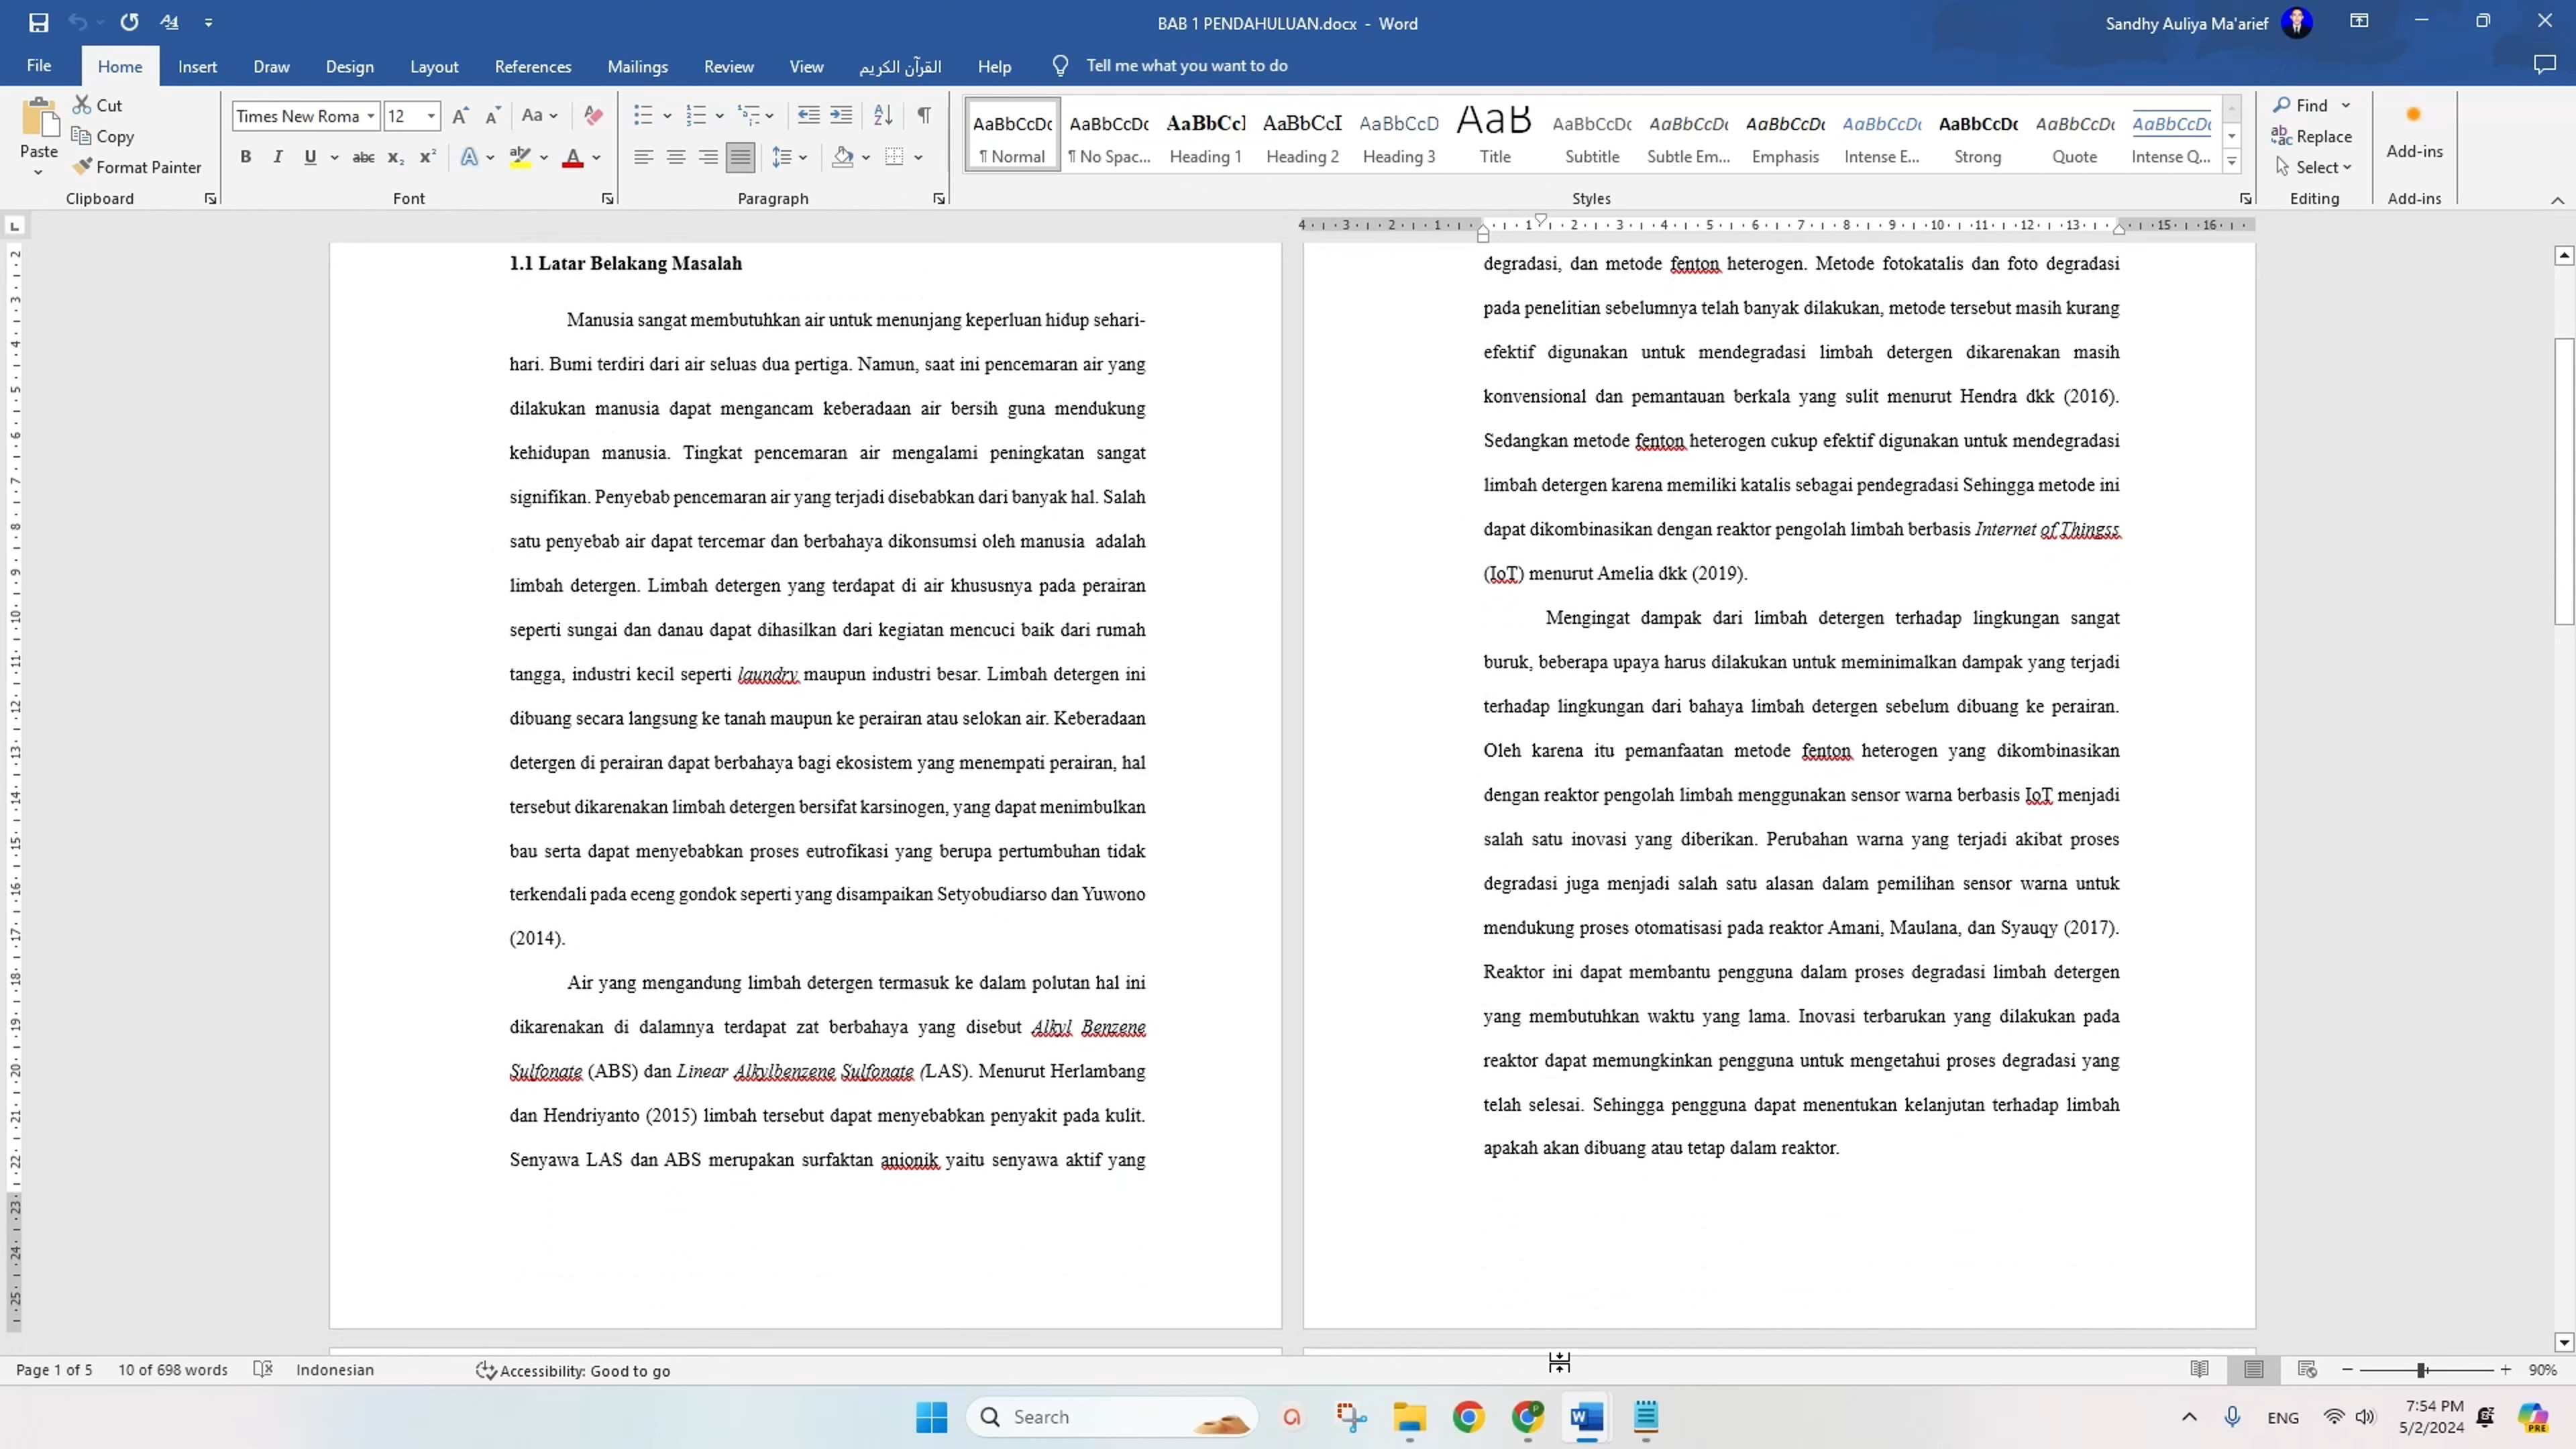 BAB 1 PENDAHULUAN.docx - Word
Sandhy Auliya Ma'arief
File
Home
Insert
Draw
Design
Layout
References
Mailings
Review
View
القرآن الكريم
Help
Tell me what you want to do
Paste
Cut
Copy
Format Painter
Clipboard
Times New Roma
12
Font
Paragraph
AaBbCcDc
¶ Normal
AaBbCcDc
¶ No Spac...
AaBbCcI
Heading 1
AaBbCcI
Heading 2
AaBbCcD
Heading 3
AaB
Title
AaBbCcDc
Subtitle
AaBbCcDc
Subtle Em...
AaBbCcDc
Emphasis
AaBbCcDc
Intense E...
AaBbCcDc
Strong
AaBbCcDc
Quote
AaBbCcDc
Intense Q...
Styles
Find
Replace
Select
Editing
Add-ins
Add-ins
1.1 Latar Belakang Masalah
Manusia sangat membutuhkan air untuk menunjang keperluan hidup sehari-
hari. Bumi terdiri dari air seluas dua pertiga. Namun, saat ini pencemaran air yang
dilakukan manusia dapat mengancam keberadaan air bersih guna mendukung
kehidupan manusia. Tingkat pencemaran air mengalami peningkatan sangat
signifikan. Penyebab pencemaran air yang terjadi disebabkan dari banyak hal. Salah
satu penyebab air dapat tercemar dan berbahaya dikonsumsi oleh manusia adalah
limbah detergen. Limbah detergen yang terdapat di air khususnya pada perairan
seperti sungai dan danau dapat dihasilkan dari kegiatan mencuci baik dari rumah
tangga, industri kecil seperti laundry maupun industri besar. Limbah detergen ini
dibuang secara langsung ke tanah maupun ke perairan atau selokan air. Keberadaan
detergen di perairan dapat berbahaya bagi ekosistem yang menempati perairan, hal
tersebut dikarenakan limbah detergen bersifat karsinogen, yang dapat menimbulkan
bau serta dapat menyebabkan proses eutrofikasi yang berupa pertumbuhan tidak
terkendali pada eceng gondok seperti yang disampaikan Setyobudiarso dan Yuwono
(2014).
Air yang mengandung limbah detergen termasuk ke dalam polutan hal ini
dikarenakan di dalamnya terdapat zat berbahaya yang disebut Alkyl Benzene
Sulfonate (ABS) dan Linear Alkylbenzene Sulfonate (LAS). Menurut Herlambang
dan Hendriyanto (2015) limbah tersebut dapat menyebabkan penyakit pada kulit.
Senyawa LAS dan ABS merupakan surfaktan anionik yaitu senyawa aktif yang
degradasi, dan metode fenton heterogen. Metode fotokatalis dan foto degradasi
pada penelitian sebelumnya telah banyak dilakukan, metode tersebut masih kurang
efektif digunakan untuk mendegradasi limbah detergen dikarenakan masih
konvensional dan pemantauan berkala yang sulit menurut Hendra dkk (2016).
Sedangkan metode fenton heterogen cukup efektif digunakan untuk mendegradasi
limbah detergen karena memiliki katalis sebagai pendegradasi Sehingga metode ini
dapat dikombinasikan dengan reaktor pengolah limbah berbasis Internet of Thingss
(IoT) menurut Amelia dkk (2019).
Mengingat dampak dari limbah detergen terhadap lingkungan sangat
buruk, beberapa upaya harus dilakukan untuk meminimalkan dampak yang terjadi
terhadap lingkungan dari bahaya limbah detergen sebelum dibuang ke perairan.
Oleh karena itu pemanfaatan metode fenton heterogen yang dikombinasikan
dengan reaktor pengolah limbah menggunakan sensor warna berbasis IoT menjadi
salah satu inovasi yang diberikan. Perubahan warna yang terjadi akibat proses
degradasi juga menjadi salah satu alasan dalam pemilihan sensor warna untuk
mendukung proses otomatisasi pada reaktor Amani, Maulana, dan Syauqy (2017).
Reaktor ini dapat membantu pengguna dalam proses degradasi limbah detergen
yang membutuhkan waktu yang lama. Inovasi terbarukan yang dilakukan pada
reaktor dapat memungkinkan pengguna untuk mengetahui proses degradasi yang
telah selesai. Sehingga pengguna dapat menentukan kelanjutan terhadap limbah
apakah akan dibuang atau tetap dalam reaktor.
Page 1 of 5
10 of 698 words
Indonesian
Accessibility: Good to go
90%
Search
ENG
7:54 PM
5/2/2024